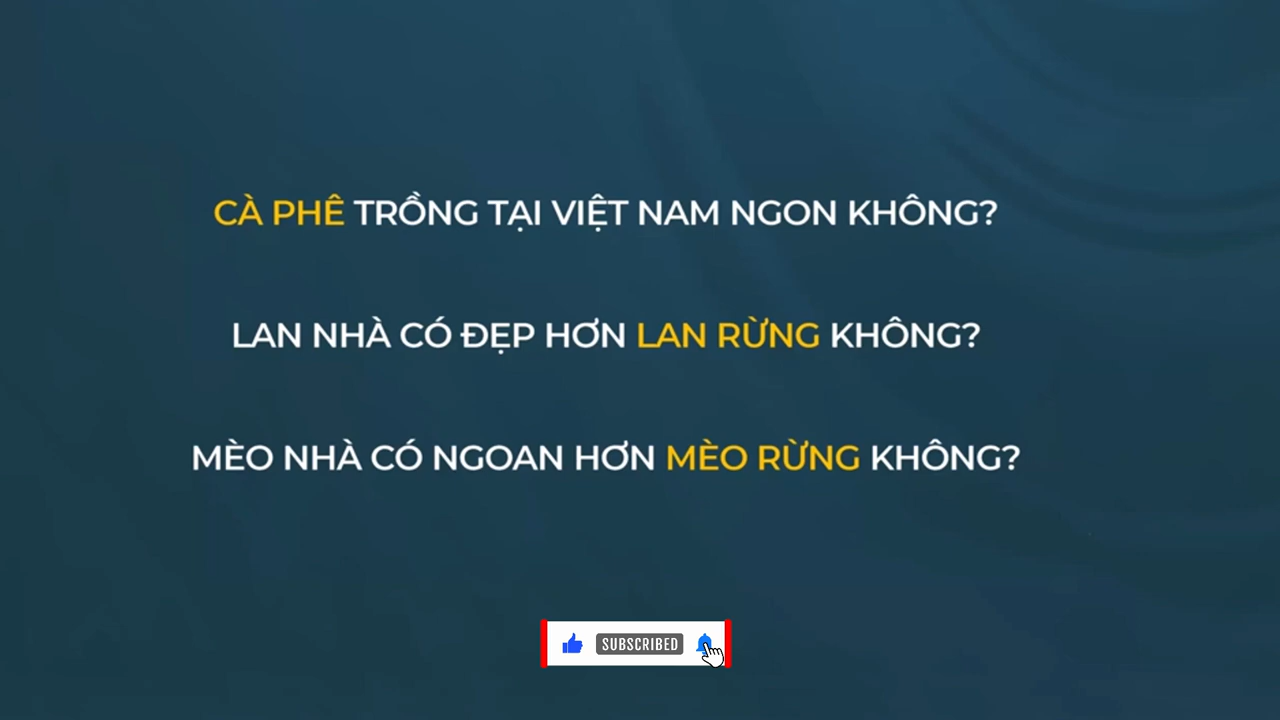 CÀ PHÊ TRỒNG TẠI VIỆT NAM NGON KHÔNG?
LAN NHÀ CÓ ĐẸP HƠN LAN RỪNG KHÔNG?
MÈO NHÀ CÓ NGOAN HƠN MÈO RỪNG KHÔNG?
SUBSCRIBED